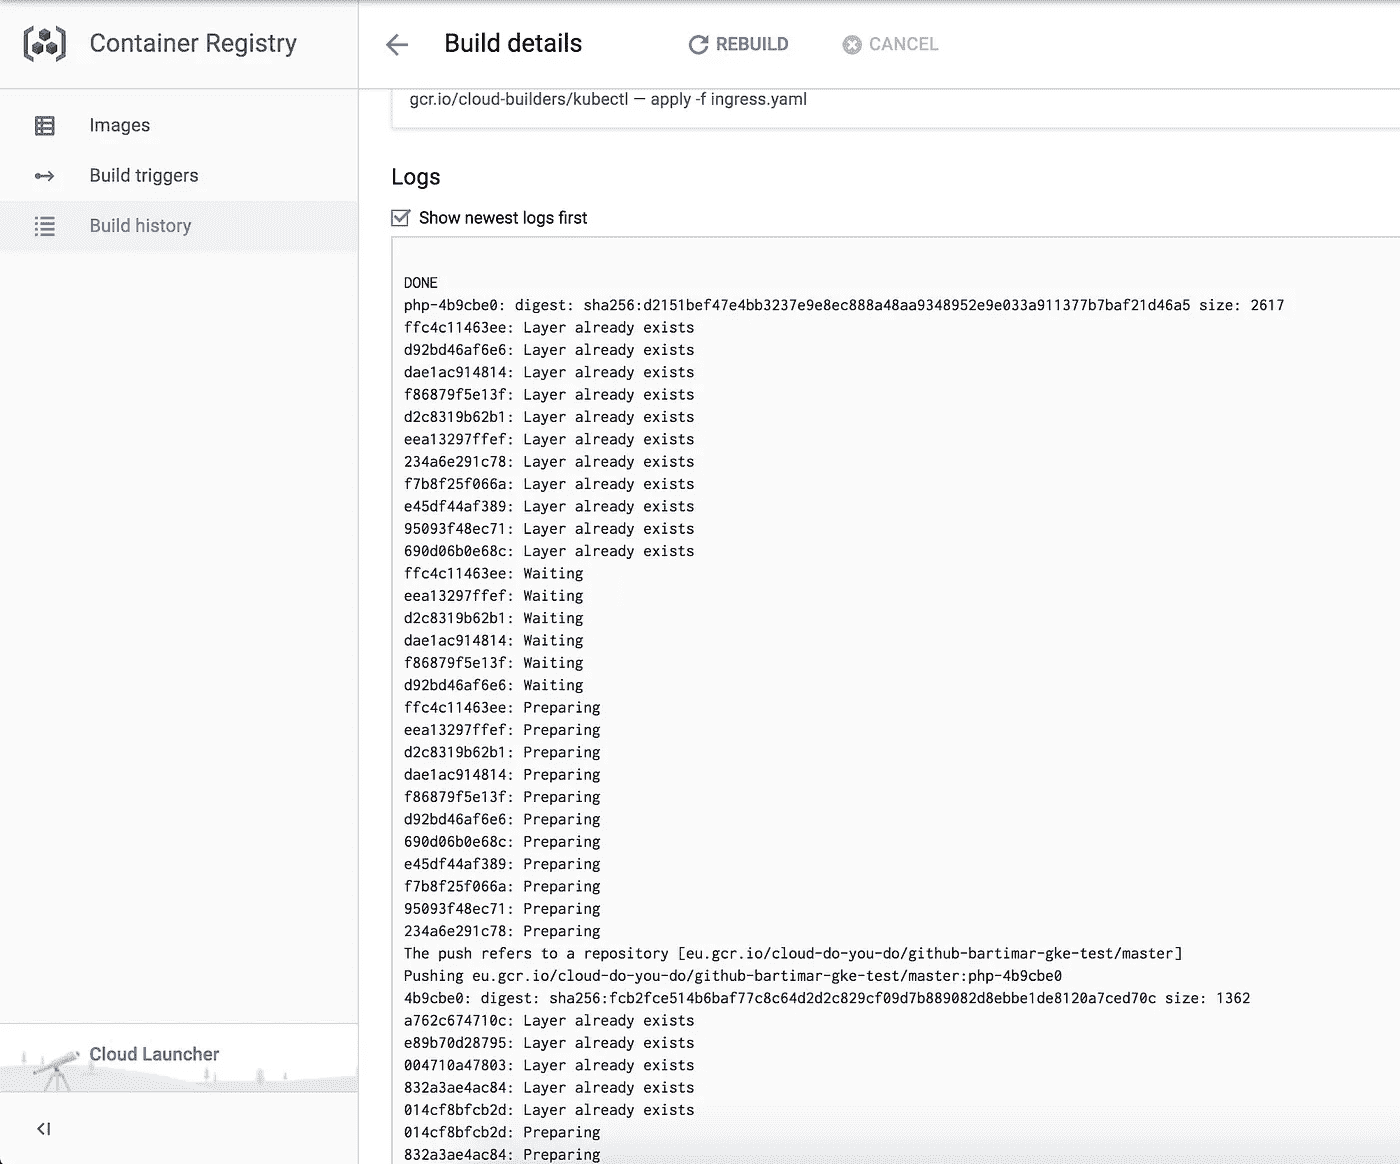 Container Registry
Build details
REBUILD
CANCEL
Images
Build triggers
Build history
gcr.io/cloud-builders/kubectl — apply -f ingress.yaml
Logs
Show newest logs first
DONE
php-4b9cbe0: digest: sha256:d2151bef47e4bb3237e9e8ec888a48aa9348952e9e033a911377b7baf21d46a5 size: 2617
ffc4c11463ee: Layer already exists
d92bd46af6e6: Layer already exists
dae1ac914814: Layer already exists
f86879f5e13f: Layer already exists
d2c8319b62b1: Layer already exists
eea13297ffef: Layer already exists
234a6e291c78: Layer already exists
f7b8f25f066a: Layer already exists
e45df44af389: Layer already exists
95093f48ec71: Layer already exists
690d06b0e68c: Layer already exists
ffc4c11463ee: Waiting
eea13297ffef: Waiting
d2c8319b62b1: Waiting
dae1ac914814: Waiting
f86879f5e13f: Waiting
d92bd46af6e6: Waiting
ffc4c11463ee: Preparing
eea13297ffef: Preparing
d2c8319b62b1: Preparing
dae1ac914814: Preparing
f86879f5e13f: Preparing
d92bd46af6e6: Preparing
690d06b0e68c: Preparing
e45df44af389: Preparing
f7b8f25f066a: Preparing
95093f48ec71: Preparing
234a6e291c78: Preparing
The push refers to a repository [eu.gcr.io/cloud-do-you-do/github-bartimar-gke-test/master]
Pushing eu.gcr.io/cloud-do-you-do/github-bartimar-gke-test/master:php-4b9cbe0
4b9cbe0: digest: sha256:fcb2fce514b6baf77c8c64d2d2c829cf09d7b889082d8ebbe1de8120a7ced70c size: 1362
a762c674710c: Layer already exists
e89b70d28795: Layer already exists
004710a47803: Layer already exists
832a3ae4ac84: Layer already exists
014cf8bfcb2d: Layer already exists
014cf8bfcb2d: Preparing
832a3ae4ac84: Preparing
Cloud Launcher